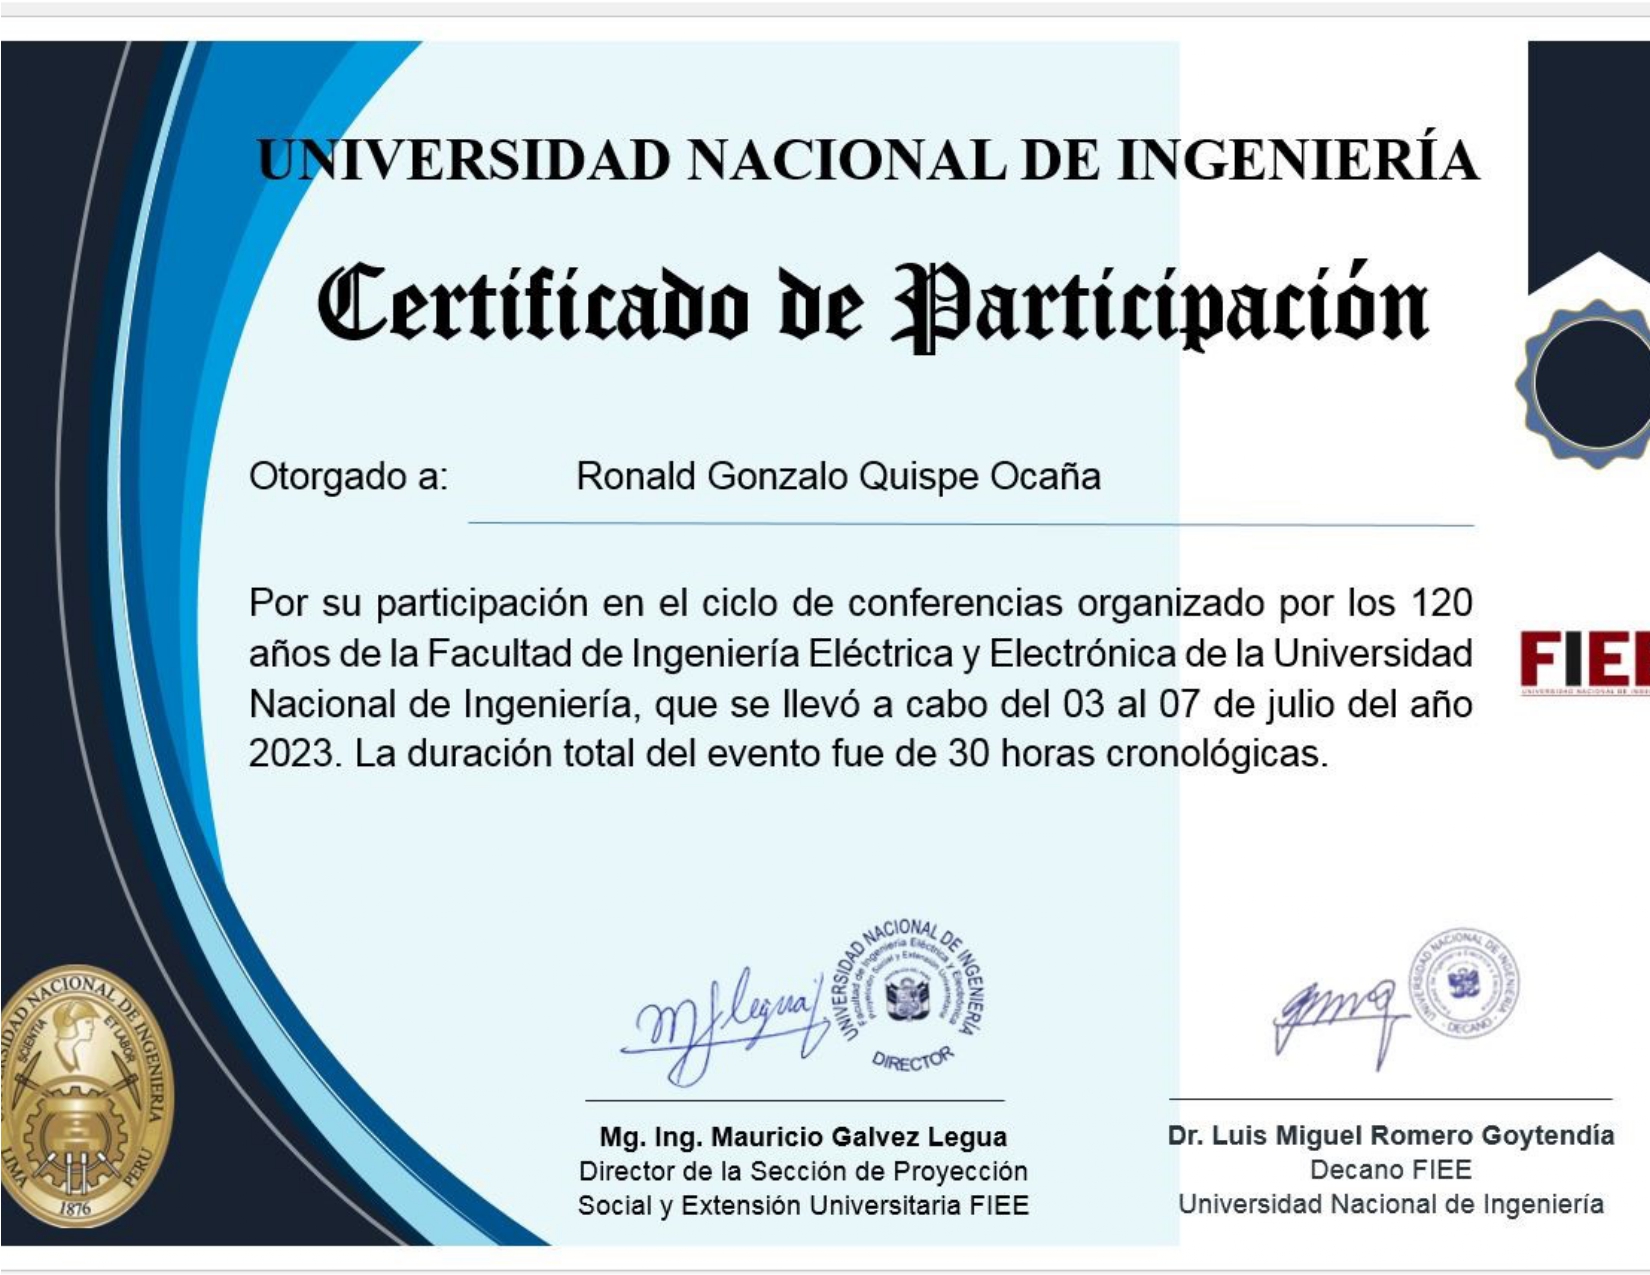 UNIVERSIDAD NACIONAL DE INGENIERÍA
Certificado de Participación
Otorgado a: Ronald Gonzalo Quispe Ocaña
Por su participación en el ciclo de conferencias organizado por los 120
años de la Facultad de Ingeniería Eléctrica y Electrónica de la Universidad
Nacional de Ingeniería, que se llevó a cabo del 03 al 07 de julio del año
2023. La duración total del evento fue de 30 horas cronológicas.
FIE
UNIVERSIDAD NACIONAL DE INGENIERÍA
Facultad de Ingeniería Eléctrica y Electrónica
Proyección Social y Extensión Universitaria
DIRECTOR
UNIVERSIDAD NACIONAL DE INGENIERIA
DECANO
Mg. Ing. Mauricio Galvez Legua
Director de la Sección de Proyección
Social y Extensión Universitaria FIEE
Dr. Luis Miguel Romero Goytendía
Decano FIEE
Universidad Nacional de Ingeniería
NACIONAL DE INGENIERIA
SCIENTIA ET LABOR
LIMA PERU
1876